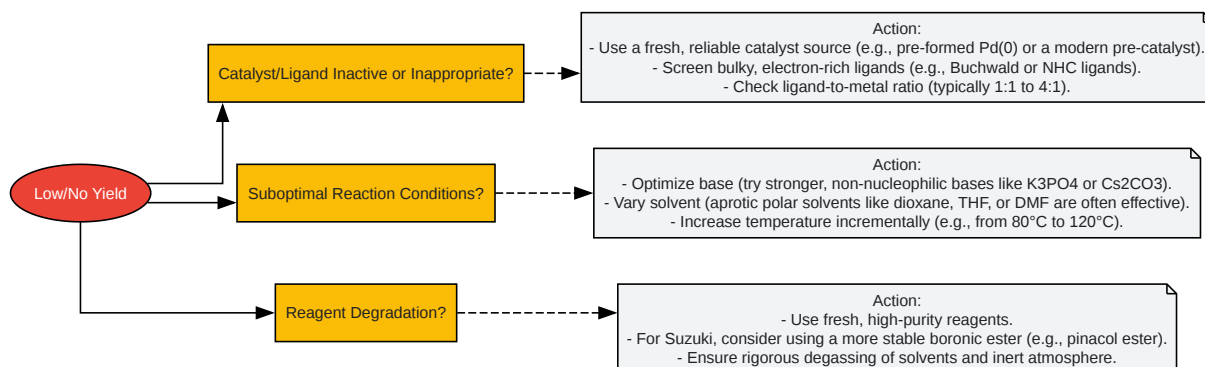 Low/No Yield
Catalyst/Ligand Inactive or Inappropriate?
Action:
- Use a fresh, reliable catalyst source (e.g., pre-formed Pd(0) or a modern pre-catalyst).
- Screen bulky, electron-rich ligands (e.g., Buchwald or NHC ligands).
- Check ligand-to-metal ratio (typically 1:1 to 4:1).
Suboptimal Reaction Conditions?
Action:
- Optimize base (try stronger, non-nucleophilic bases like K3PO4 or Cs2CO3).
- Vary solvent (aprotic polar solvents like dioxane, THF, or DMF are often effective).
- Increase temperature incrementally (e.g., from 80°C to 120°C).
Reagent Degradation?
Action:
- Use fresh, high-purity reagents.
- For Suzuki, consider using a more stable boronic ester (e.g., pinacol ester).
- Ensure rigorous degassing of solvents and inert atmosphere.